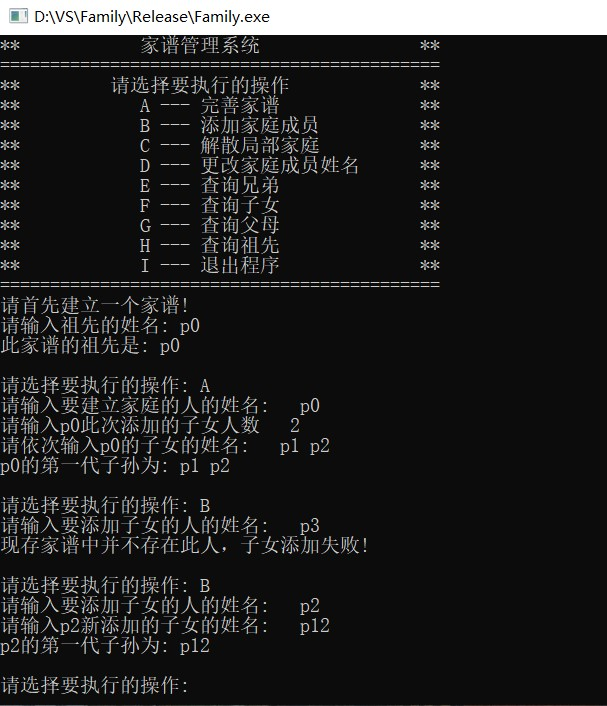 D:\VS\Family\Release\Family.exe
** 家谱管理系统 **
============================================
** 请选择要执行的操作 **
** A --- 完善家谱 **
** B --- 添加家庭成员 **
** C --- 解散局部家庭 **
** D --- 更改家庭成员姓名 **
** E --- 查询兄弟 **
** F --- 查询子女 **
** G --- 查询父母 **
** H --- 查询祖先 **
** I --- 退出程序 **
============================================
请首先建立一个家谱!
请输入祖先的姓名: p0
此家谱的祖先是: p0
请选择要执行的操作: A
请输入要建立家庭的人的姓名: p0
请输入p0此次添加的子女人数 2
请依次输入p0的子女的姓名: p1 p2
p0的第一代子孙为: p1 p2
请选择要执行的操作: B
请输入要添加子女的人的姓名: p3
现存家谱中并不存在此人, 子女添加失败!
请选择要执行的操作: B
请输入要添加子女的人的姓名: p2
请输入p2新添加的子女的姓名: p12
p2的第一代子孙为: p12
请选择要执行的操作: